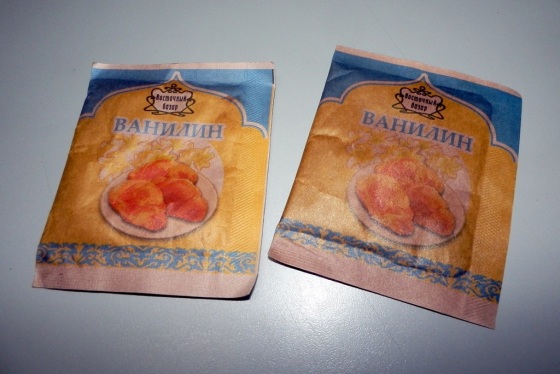 Восточный
базар
ВАНИЛИН
Восточный
базар
ВАНИЛИН